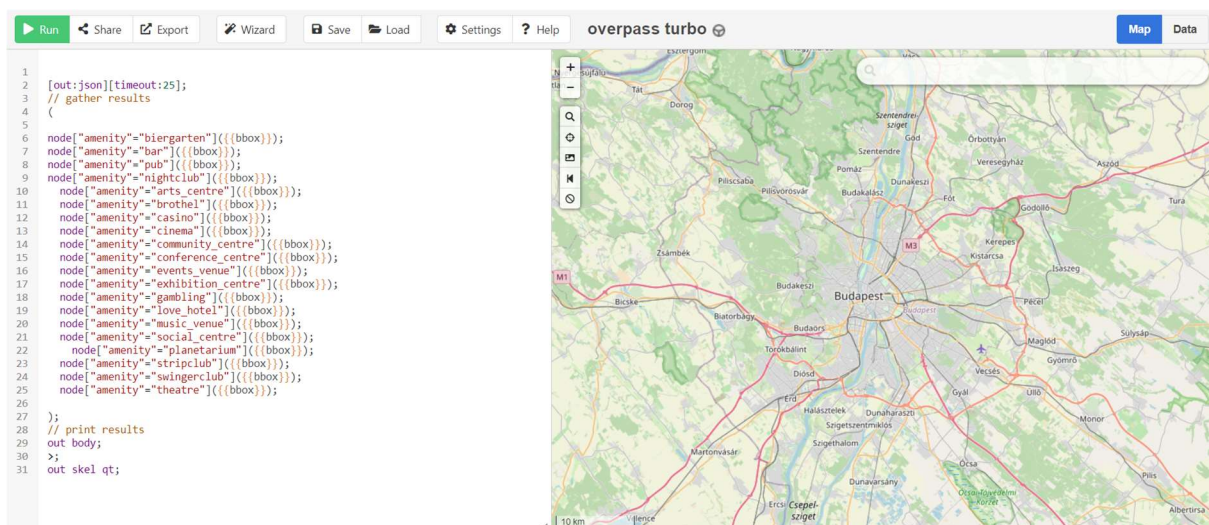 Run Share Export Wizard Save Load Settings ? Help overpass turbo Map Data
1
2 [out:json][timeout:25];
3 // gather results
4 (
5
6 node["amenity"="biergarten"]({{bbox}});
7 node["amenity"="bar"]({{bbox}});
8 node["amenity"="pub"]({{bbox}});
9 node["amenity"="nightclub"]({{bbox}});
10 node["amenity"="arts_centre"]({{bbox}});
11 node["amenity"="brothel"]({{bbox}});
12 node["amenity"="casino"]({{bbox}});
13 node["amenity"="cinema"]({{bbox}});
14 node["amenity"="community_centre"]({{bbox}});
15 node["amenity"="conference_centre"]({{bbox}});
16 node["amenity"="events_venue"]({{bbox}});
17 node["amenity"="exhibition_centre"]({{bbox}});
18 node["amenity"="gambling"]({{bbox}});
19 node["amenity"="love_hotel"]({{bbox}});
20 node["amenity"="music_venue"]({{bbox}});
21 node["amenity"="social_centre"]({{bbox}});
22 node["amenity"="planetarium"]({{bbox}});
23 node["amenity"="stripclub"]({{bbox}});
24 node["amenity"="swingerclub"]({{bbox}});
25 node["amenity"="theatre"]({{bbox}});
26
27 );
28 // print results
29 out body;
30 >;
31 out skel qt;
+
−
Esztergom
Tát
Dorog
Szentendrei-
sziget
Göd
Őrbottyán
Szentendre
Veresegyház
Aszód
Pomáz
Piliscsaba
Dunakeszi
Pilisvörösvár
Budakalász
Fót
Gödöllő
Tura
M3
Kerepes
Zsámbék
Kistarcsa
Isaszeg
M1
Budakeszi
Bicske
Budapest
Pécel
Budapest
Biatorbágy
Budaörs
Sülysáp
Maglód
Törökbálint
Gyömrő
Vecsés
Diósd
Gyál
Üllő
Érd
Halásztelek
Dunaharaszti
Monor
Szigetszentmiklós
Szigethalom
Martonvásár
Ócsa
Pilis
Dunavarsány
Ócsai Tájvédelmi
Körzet
Ercsi
Csepel-
sziget
Albertirsa
10 km